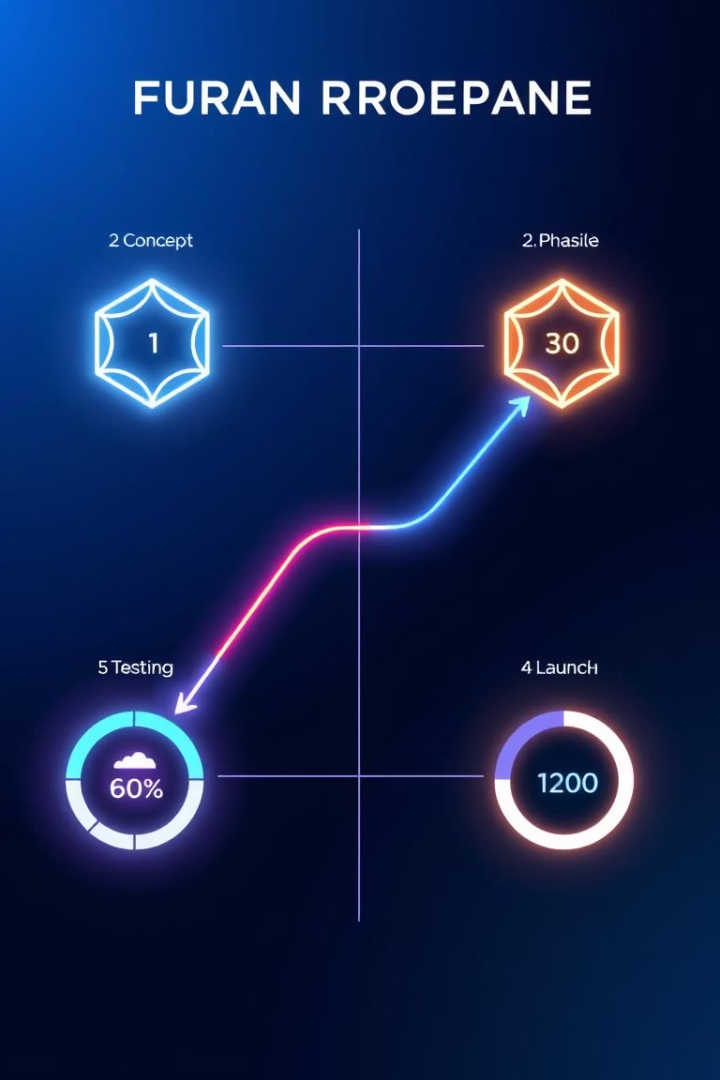 FURAN RROEPANE
2 Concept
2. Phasile
1
30
5 Testing
4 Launch
60%
1200